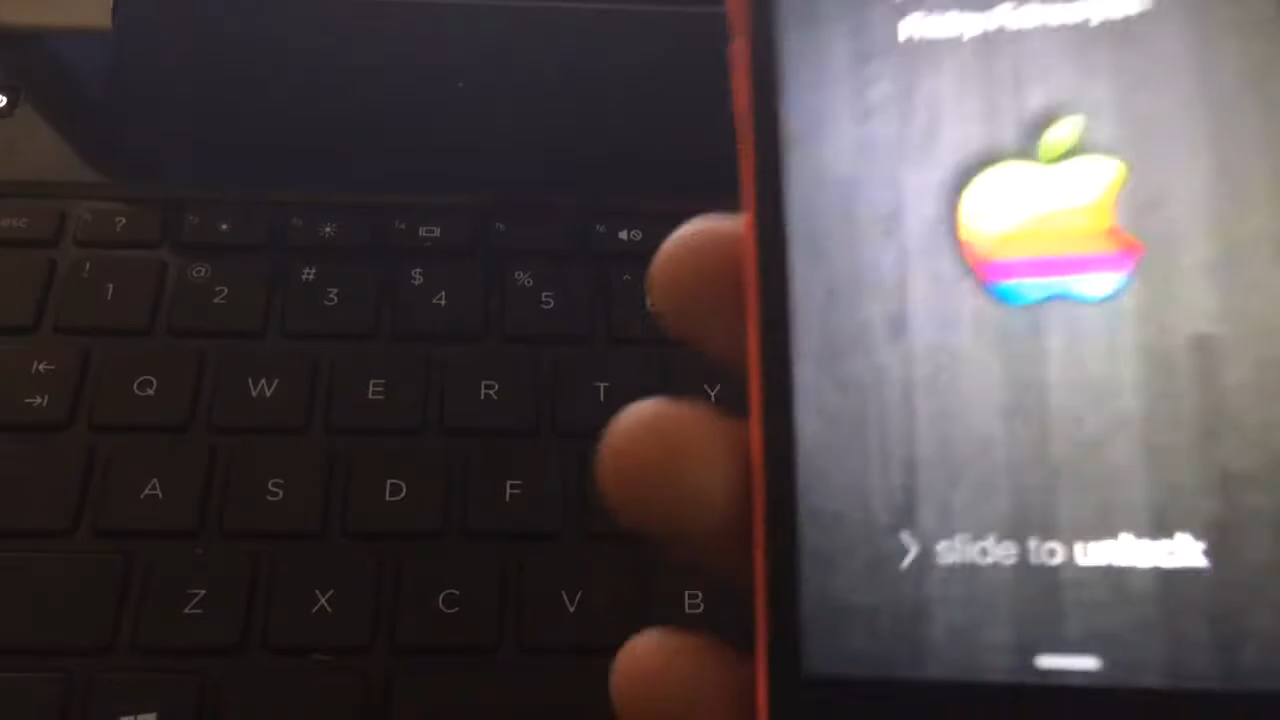 esc ?
! 1 @ 2 # 3 $ 4 % 5 ^
Q W E R T Y
A S D F
Z X C V B
slide to unlock